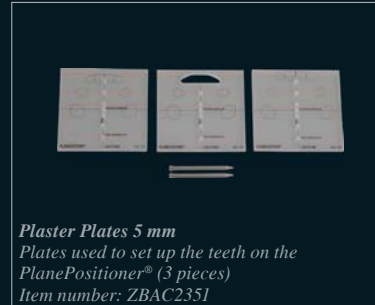 Plaster Plates 5 mm
Plates used to set up the teeth on the
PlanePositioner® (3 pieces)
Item number: ZBAC2351